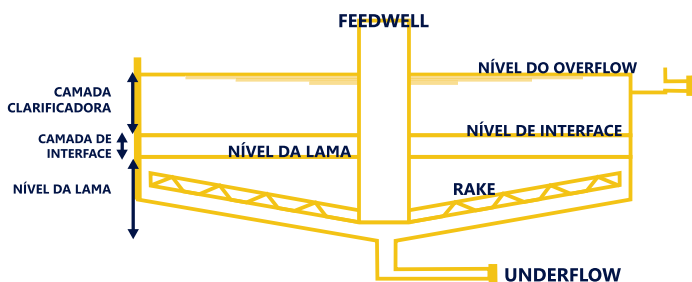 FEEDWELL
NÍVEL DO OVERFLOW
CAMADA
CLARIFICADORA
NÍVEL DE INTERFACE
CAMADA DE
INTERFACE
NÍVEL DA LAMA
NÍVEL DA LAMA
RAKE
UNDERFLOW